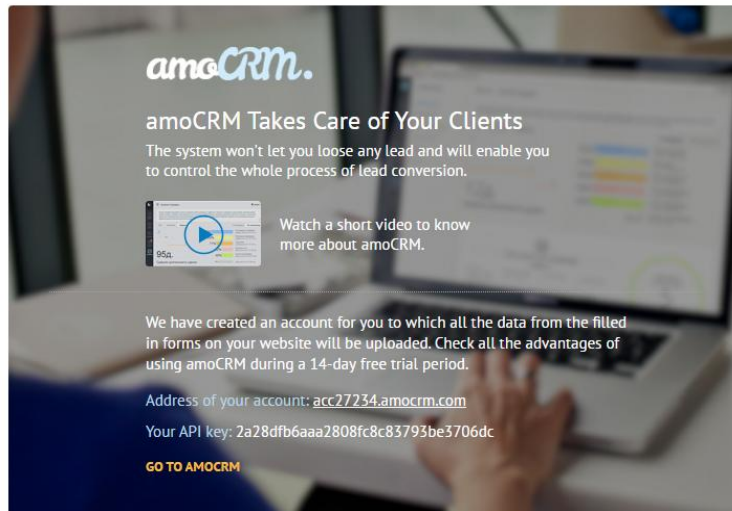 amoCRM.
amoCRM Takes Care of Your Clients
The system won't let you loose any lead and will enable you
to control the whole process of lead conversion.
95д.
Watch a short video to know
more about amoCRM.
We have created an account for you to which all the data from the filled
in forms on your website will be uploaded. Check all the advantages of
using amoCRM during a 14-day free trial period.
Address of your account: acc27234.amocrm.com
Your API key: 2a28dfb6aaa2808fc8c83793be3706dc
GO TO AMOCRM